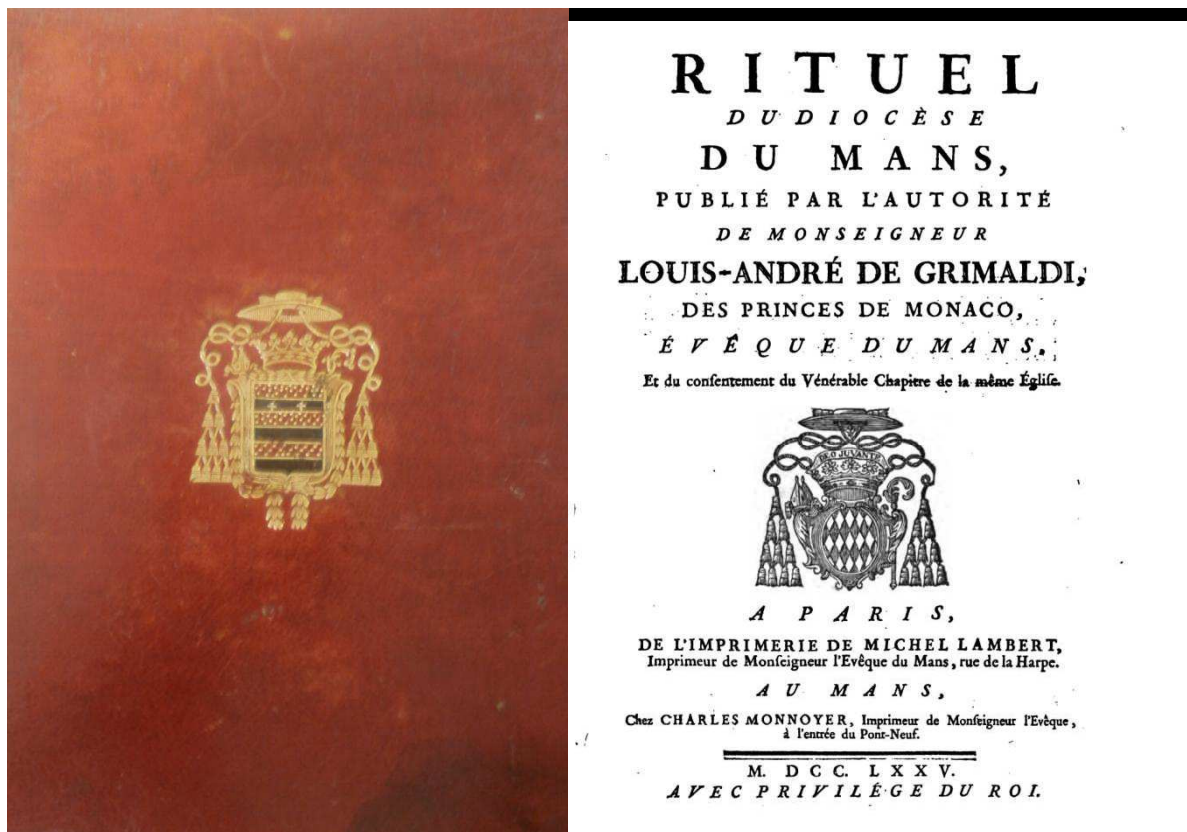 RITUEL
DU DIOCÈSE
DU MANS,
PUBLIÉ PAR L'AUTORITÉ
DE MONSEIGNEUR
LOUIS-ANDRÉ DE GRIMALDI,
DES PRINCES DE MONACO,
ÉVÊQUE DU MANS,
Et du conſentement du Vénérable Chapitre de la même Égliſe.
DEO JUVANTE
A PARIS,
DE L'IMPRIMERIE DE MICHEL LAMBERT,
Imprimeur de Monſeigneur l'Evêque du Mans, rue de la Harpe.
AU MANS,
Chez CHARLES MONNOYER, Imprimeur de Monſeigneur l'Evêque,
à l'entrée du Pont-Neuf.
M. DCC. LXXV.
AVEC PRIVILÉGE DU ROI.